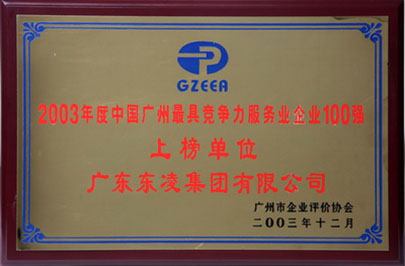 GZEEA
2003年度中国广州最具竞争力服务业企业100强
上榜单位
广东东凌集团有限公司
广州市企业评价协会
二00三年十二月